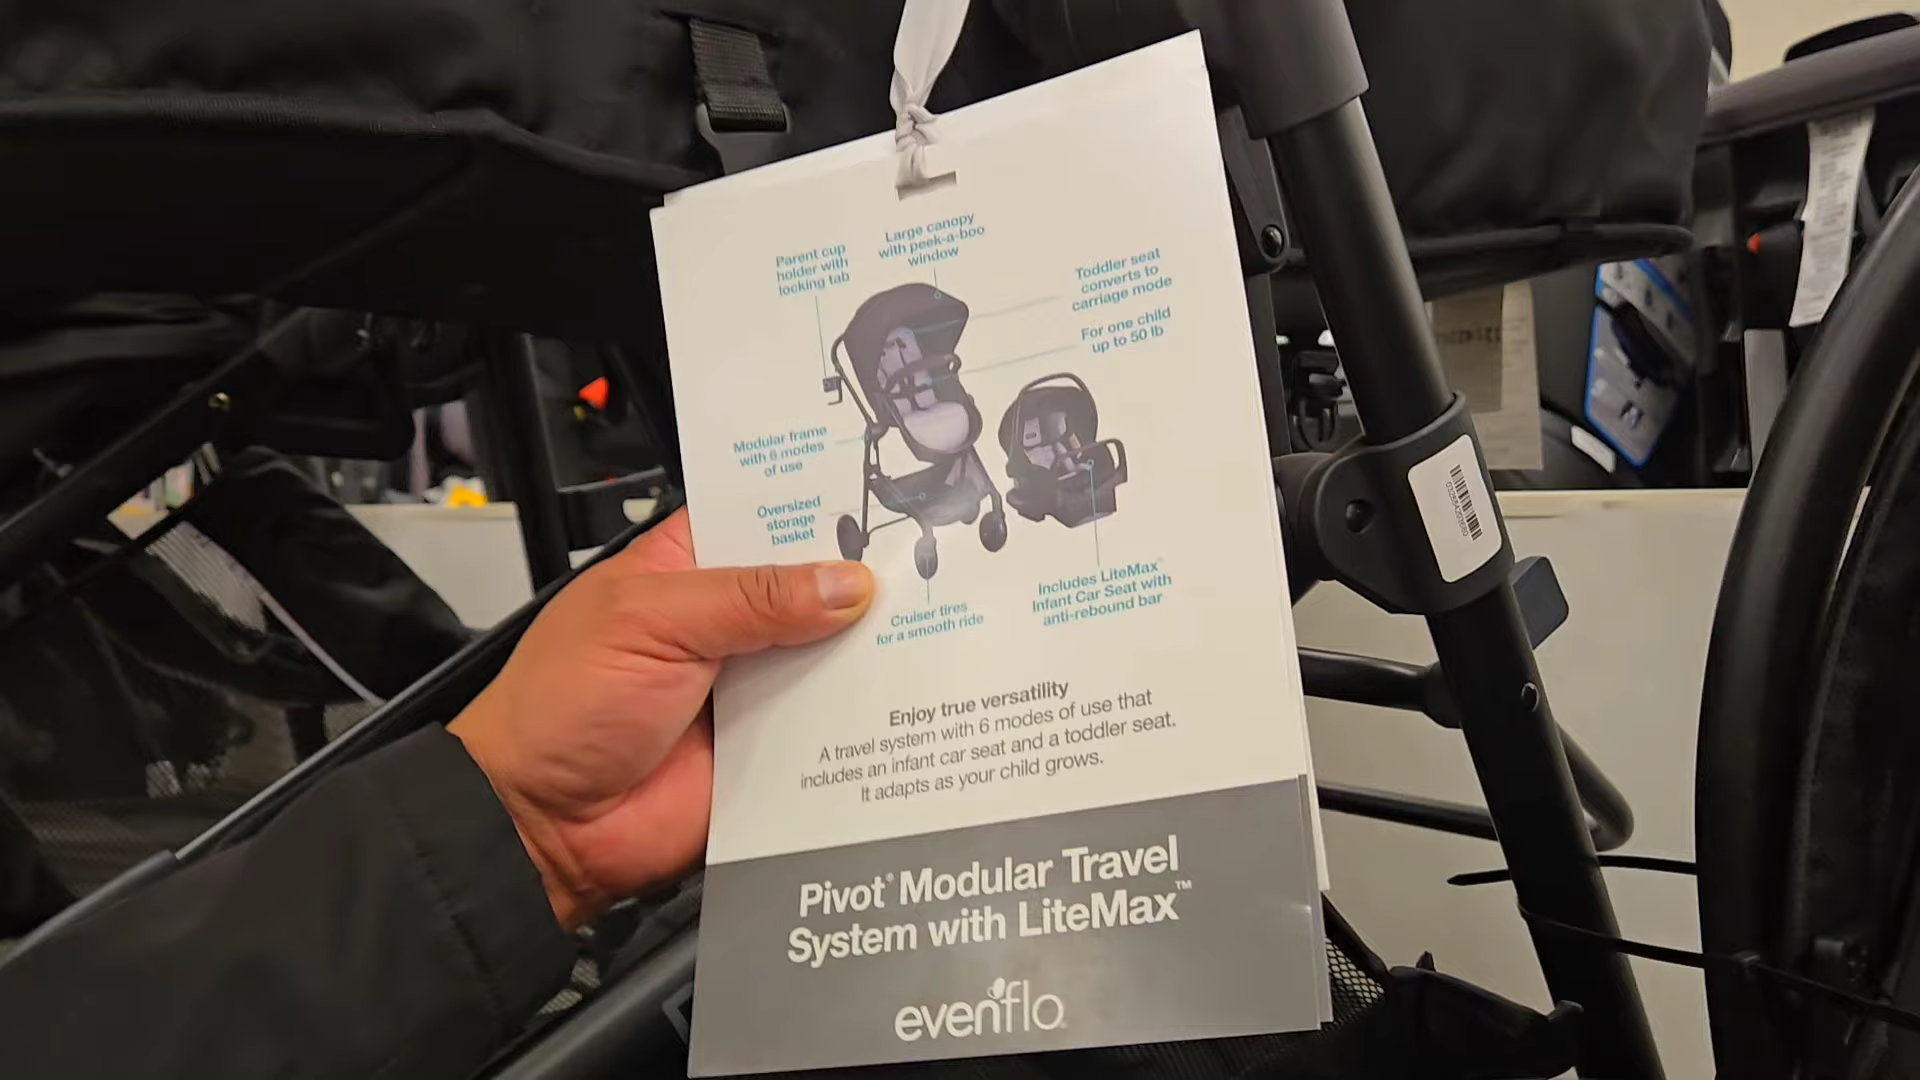 Parent cup
holder with
locking tab
Large canopy
with peek-a-boo
window
Toddler seat
converts to
carriage mode
For one child
up to 50 lb
Modular frame
with 6 modes
of use
Oversized
storage
basket
Cruiser tires
for a smooth ride
Includes LiteMax™
Infant Car Seat with
anti-rebound bar
Enjoy true versatility
A travel system with 6 modes of use that
includes an infant car seat and a toddler seat.
It adapts as your child grows.
Pivot® Modular Travel
System with LiteMax™
evenflo